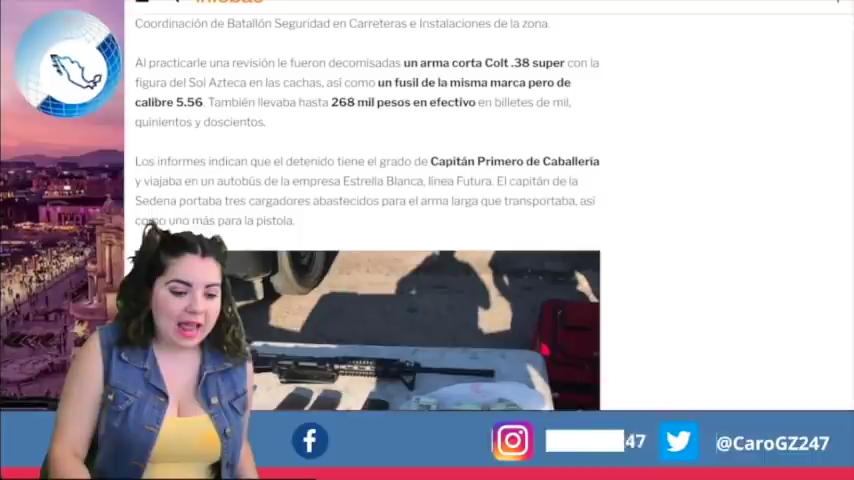 infobae
Coordinación de Batallón Seguridad en Carreteras e Instalaciones de la zona.
Al practicarle una revisión le fueron decomisadas un arma corta Colt .38 super con la
figura del Sol Azteca en las cachas, así como un fusil de la misma marca pero de
calibre 5.56. También llevaba hasta 268 mil pesos en efectivo en billetes de mil,
quinientos y doscientos.
Los informes indican que el detenido tiene el grado de Capitán Primero de Caballería
y viajaba en un autobús de la empresa Estrella Blanca, línea Futura. El capitán de la
Sedena portaba tres cargadores abastecidos para el arma larga que transportaba, así
como uno más para la pistola.
47
@CaroGZ247